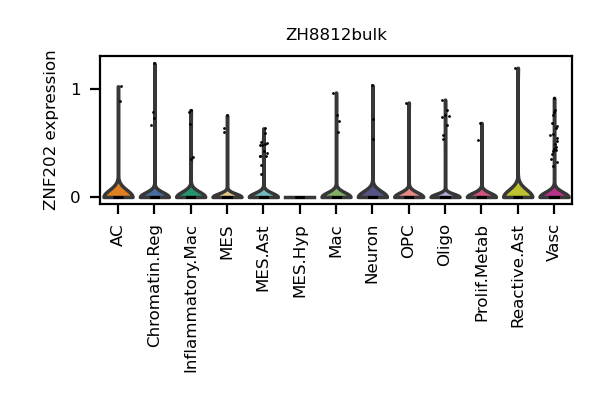 ZH8812bulk
ZNF202 expression
1
0
AC
Chromatin.Reg
Inflammatory.Mac
MES
MES.Ast
MES.Hyp
Mac
Neuron
OPC
Oligo
Prolif.Metab
Reactive.Ast
Vasc